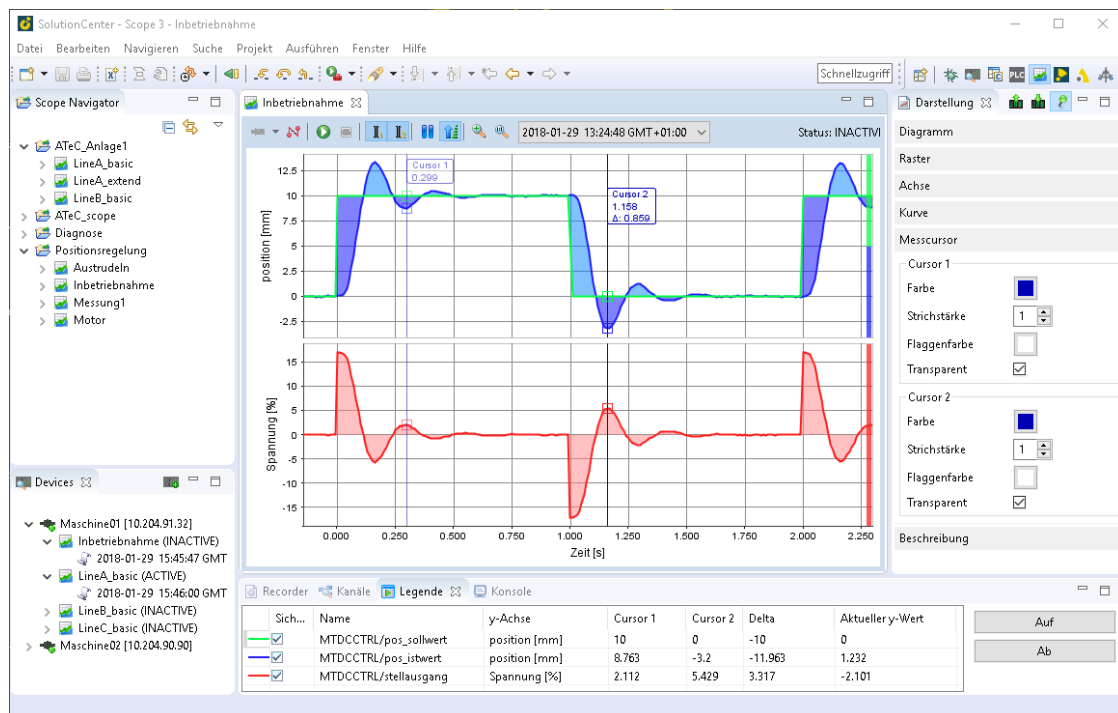 SolutionCenter - Scope 3 - Inbetriebnahme
Datei Bearbeiten Navigieren Suche Projekt Ausführen Fenster Hilfe
Schnellzugriff
PLC
Scope Navigator
ATeC_Anlage1
LineA_basic
LineA_extend
LineB_basic
ATeC_scope
Diagnose
Positionsregelung
Austrudeln
Inbetriebnahme
Messung1
Motor
Devices
Maschine01 [10.204.91.32]
Inbetriebnahme (INACTIVE)
2018-01-29 15:45:47 GMT
LineA_basic (ACTIVE)
2018-01-29 15:46:00 GMT
LineB_basic (INACTIVE)
LineC_basic (INACTIVE)
Maschine02 [10.204.90.90]
Inbetriebnahme
2018-01-29 13:24:48 GMT+01:00
Status: INACTIVI
position [mm]
12.5
10
7.5
5
2.5
0
-2.5
Cursor 1
0.299
Cursor 2
1.158
Δ: 0.859
Spannung [%]
15
10
5
0
-5
-10
-15
0.000 0.250 0.500 0.750 1.000 1.250 1.500 1.750 2.000 2.250
Zeit [s]
Recorder Kanäle Legende Konsole
Sich... Name y-Achse Cursor 1 Cursor 2 Delta Aktueller y-Wert
MTDCCTRL/pos_sollwert position [mm] 10 0 -10 0
MTDCCTRL/pos_istwert position [mm] 8.763 -3.2 -11.963 1.232
MTDCCTRL/stellausgang Spannung [%] 2.112 5.429 3.317 -2.101
Auf
Ab
Darstellung
Diagramm
Raster
Achse
Kurve
Messcursor
Cursor 1
Farbe
Strichstärke 1
Flaggenfarbe
Transparent
Cursor 2
Farbe
Strichstärke 1
Flaggenfarbe
Transparent
Beschreibung